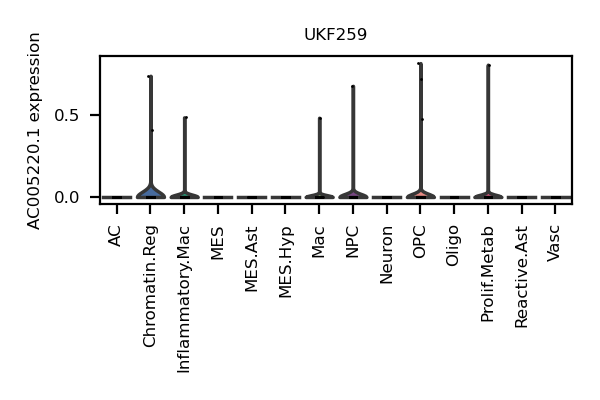 UKF259
AC005220.1 expression
0.5
0.0
AC
Chromatin.Reg
Inflammatory.Mac
MES
MES.Ast
MES.Hyp
Mac
NPC
Neuron
OPC
Oligo
Prolif.Metab
Reactive.Ast
Vasc